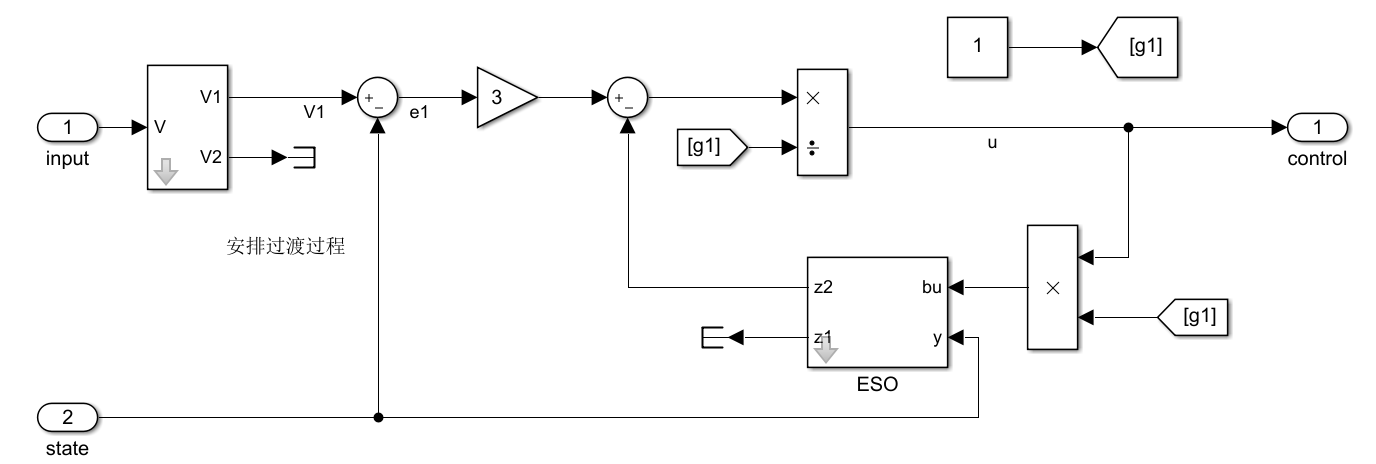 1
[g1]
V1
V1
+
_
e1
3
+
_
×
1
input
V
V2
[g1]
÷
u
1
control
安排过渡过程
z2
bu
×
[g1]
z1
y
ESO
2
state